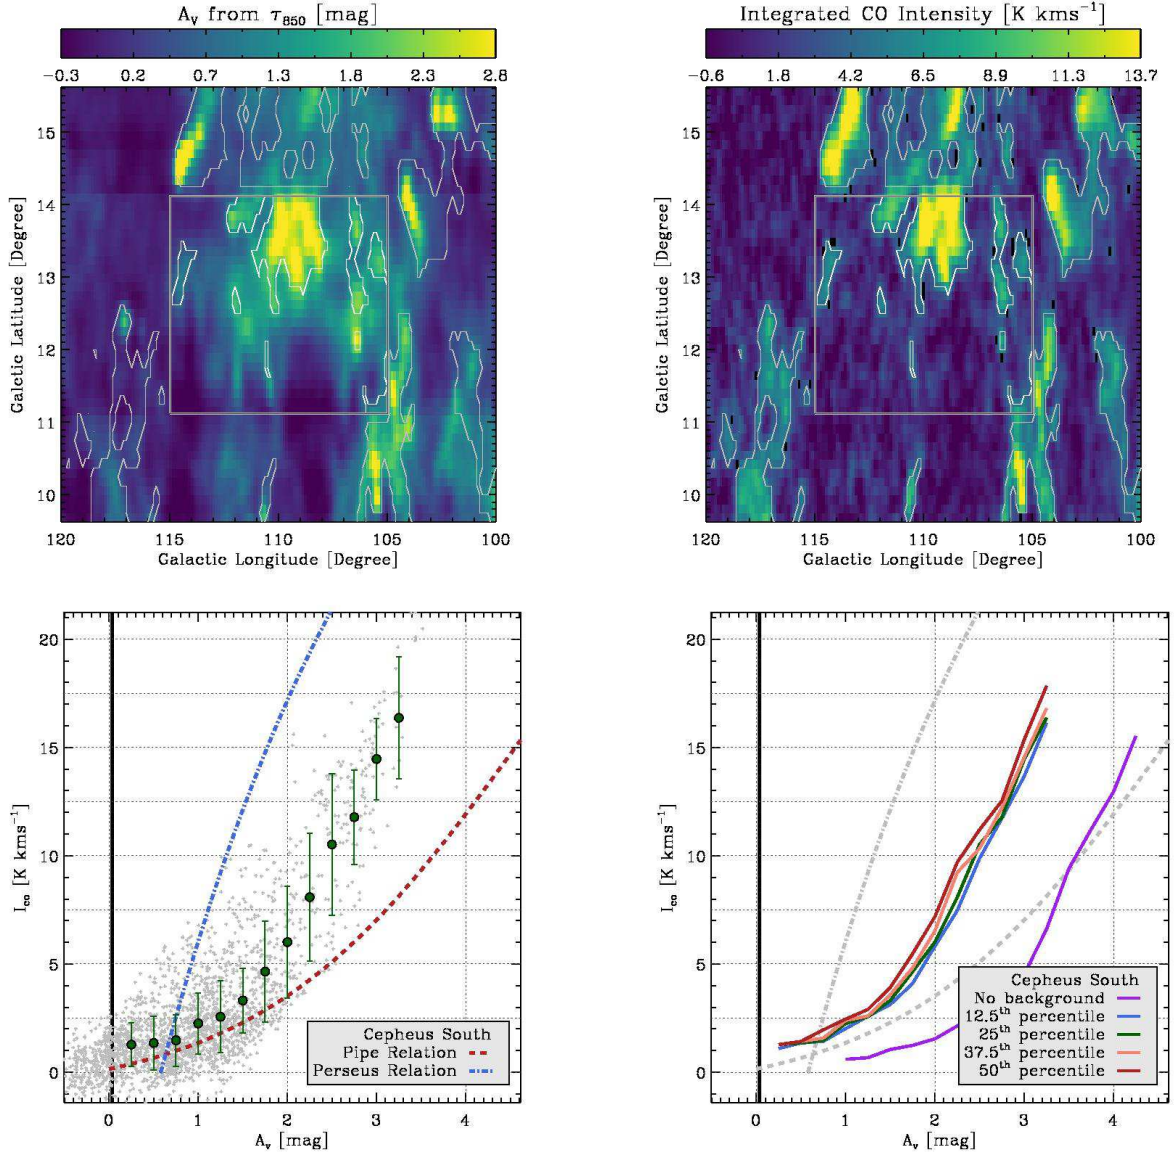 A_V from τ_850 [mag]
−0.3 0.2 0.7 1.3 1.8 2.3 2.8
15
14
13
12
11
10
Galactic Latitude [Degree]
120 115 110 105 100
Galactic Longitude [Degree]
Integrated CO Intensity [K kms⁻¹]
−0.6 1.8 4.2 6.5 8.9 11.3 13.7
15
14
13
12
11
10
Galactic Latitude [Degree]
120 115 110 105 100
Galactic Longitude [Degree]
20
15
10
5
0
I_co [K kms⁻¹]
Cepheus South
Pipe Relation
Perseus Relation
0 1 2 3 4
A_v [mag]
20
15
10
5
0
I_co [K kms⁻¹]
Cepheus South
No background
12.5th percentile
25th percentile
37.5th percentile
50th percentile
0 1 2 3 4
A_v [mag]